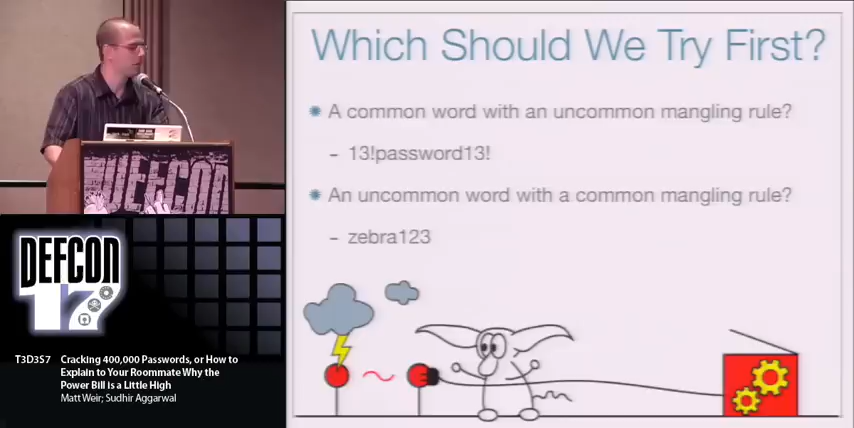 Which Should We Try First?
A common word with an uncommon mangling rule?
- 13!password13!
An uncommon word with a common mangling rule?
- zebra123
DEFCON
DEFCON
17
T3D3S7 Cracking 400,000 Passwords, or How to
Explain to Your Roommate Why the
Power Bill is a Little High
Matt Weir; Sudhir Aggarwal